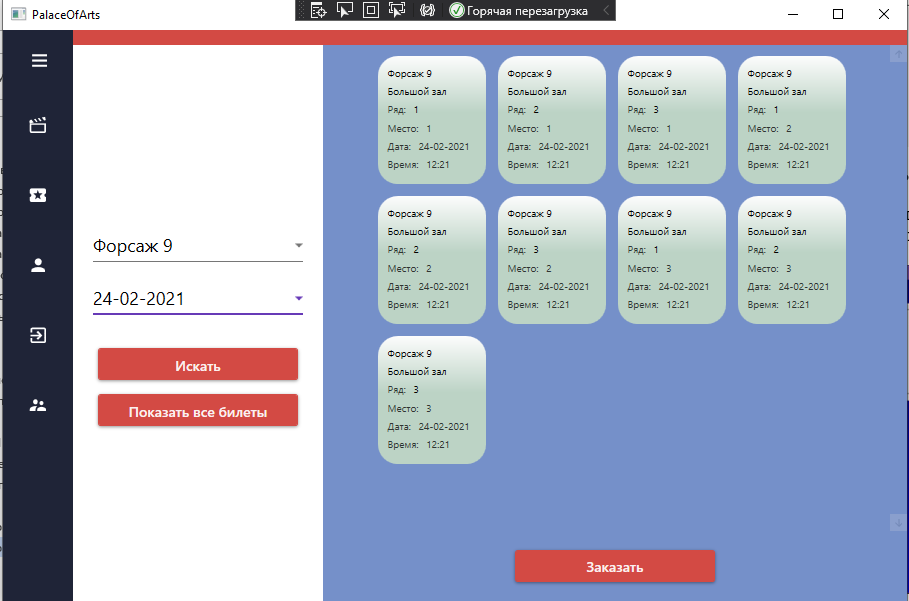 PalaceOfArts
Горячая перезагрузка
Форсаж 9
24-02-2021
Искать
Показать все билеты
Форсаж 9
Большой зал
Ряд: 1
Место: 1
Дата: 24-02-2021
Время: 12:21
Форсаж 9
Большой зал
Ряд: 2
Место: 1
Дата: 24-02-2021
Время: 12:21
Форсаж 9
Большой зал
Ряд: 3
Место: 1
Дата: 24-02-2021
Время: 12:21
Форсаж 9
Большой зал
Ряд: 1
Место: 2
Дата: 24-02-2021
Время: 12:21
Форсаж 9
Большой зал
Ряд: 2
Место: 2
Дата: 24-02-2021
Время: 12:21
Форсаж 9
Большой зал
Ряд: 3
Место: 2
Дата: 24-02-2021
Время: 12:21
Форсаж 9
Большой зал
Ряд: 1
Место: 3
Дата: 24-02-2021
Время: 12:21
Форсаж 9
Большой зал
Ряд: 2
Место: 3
Дата: 24-02-2021
Время: 12:21
Форсаж 9
Большой зал
Ряд: 3
Место: 3
Дата: 24-02-2021
Время: 12:21
Заказать